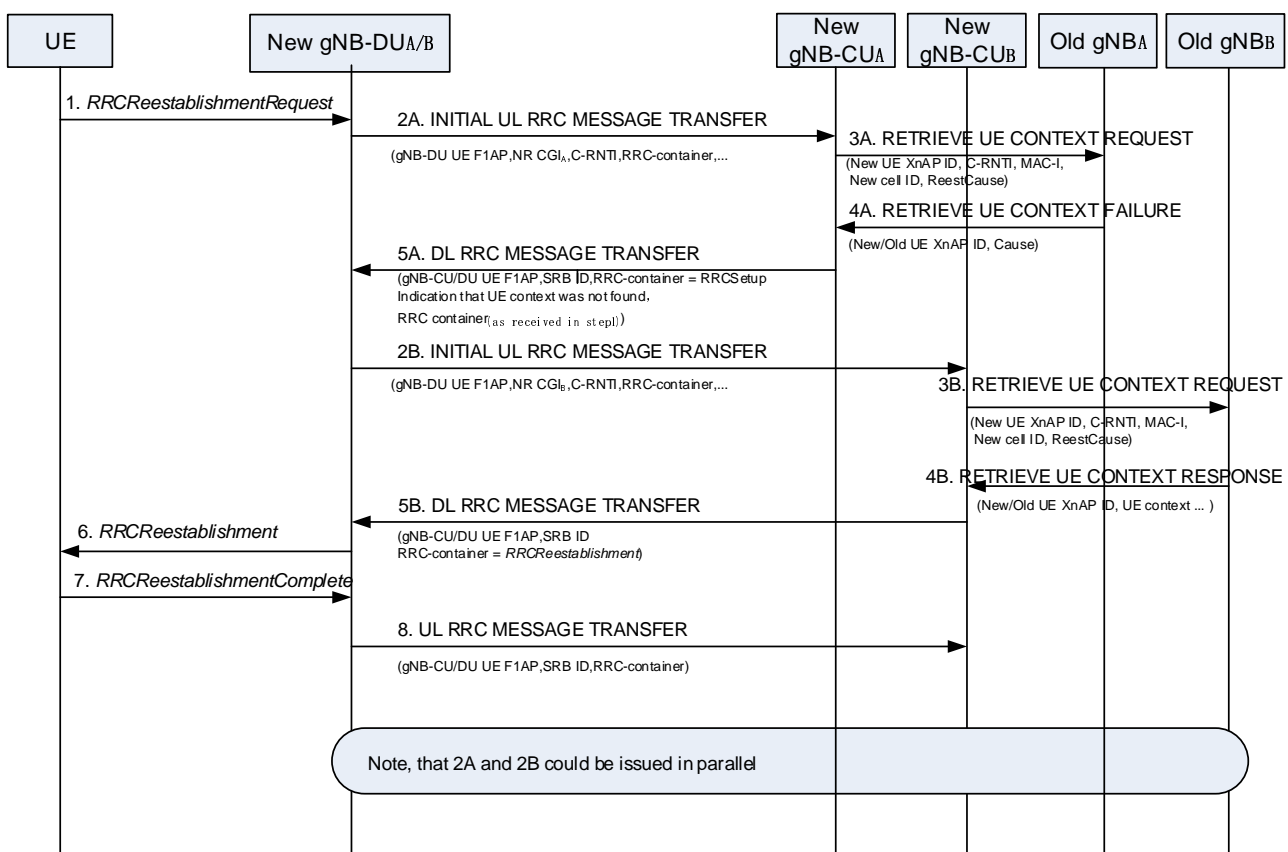 UE
New gNB-DUA/B
New
gNB-CUA
New
gNB-CUB
Old gNBA
Old gNBB
1. RRCReestablishmentRequest
2A. INITIAL UL RRC MESSAGE TRANSFER
(gNB-DU UE F1AP,NR CGIA,C-RNTI,RRC-container,...
3A. RETRIEVE UE CONTEXT REQUEST
(New UE XnAP ID, C-RNTI, MAC-I,
New cell ID, ReestCause)
4A. RETRIEVE UE CONTEXT FAILURE
(New/Old UE XnAP ID, Cause)
5A. DL RRC MESSAGE TRANSFER
(gNB-CU/DU UE F1AP,SRB ID,RRC-container = RRCSetup
Indication that UE context was not found,
RRC container(as received in step1))
2B. INITIAL UL RRC MESSAGE TRANSFER
(gNB-DU UE F1AP,NR CGIB,C-RNTI,RRC-container,...
3B. RETRIEVE UE CONTEXT REQUEST
(New UE XnAP ID, C-RNTI, MAC-I,
New cell ID, ReestCause)
4B. RETRIEVE UE CONTEXT RESPONSE
(New/Old UE XnAP ID, UE context ... )
5B. DL RRC MESSAGE TRANSFER
(gNB-CU/DU UE F1AP,SRB ID
RRC-container = RRCReestablishment)
6. RRCReestablishment
7. RRCReestablishmentComplete
8. UL RRC MESSAGE TRANSFER
(gNB-CU/DU UE F1AP,SRB ID,RRC-container)
Note, that 2A and 2B could be issued in parallel